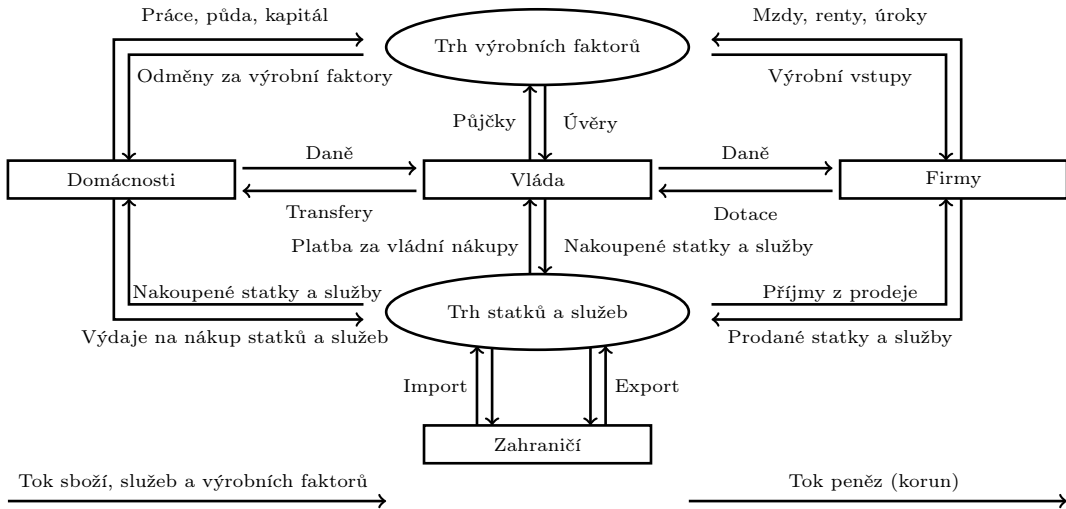 Práce, půda, kapitál
Mzdy, renty, úroky
Trh výrobních faktorů
Odměny za výrobní faktory
Výrobní vstupy
Půjčky
Úvěry
Daně
Daně
Domácnosti
Vláda
Firmy
Transfery
Dotace
Platba za vládní nákupy
Nakoupené statky a služby
Nakoupené statky a služby
Příjmy z prodeje
Trh statků a služeb
Výdaje na nákup statků a služeb
Prodané statky a služby
Import
Export
Zahraničí
Tok sboží, služeb a výrobních faktorů
Tok peněz (korun)